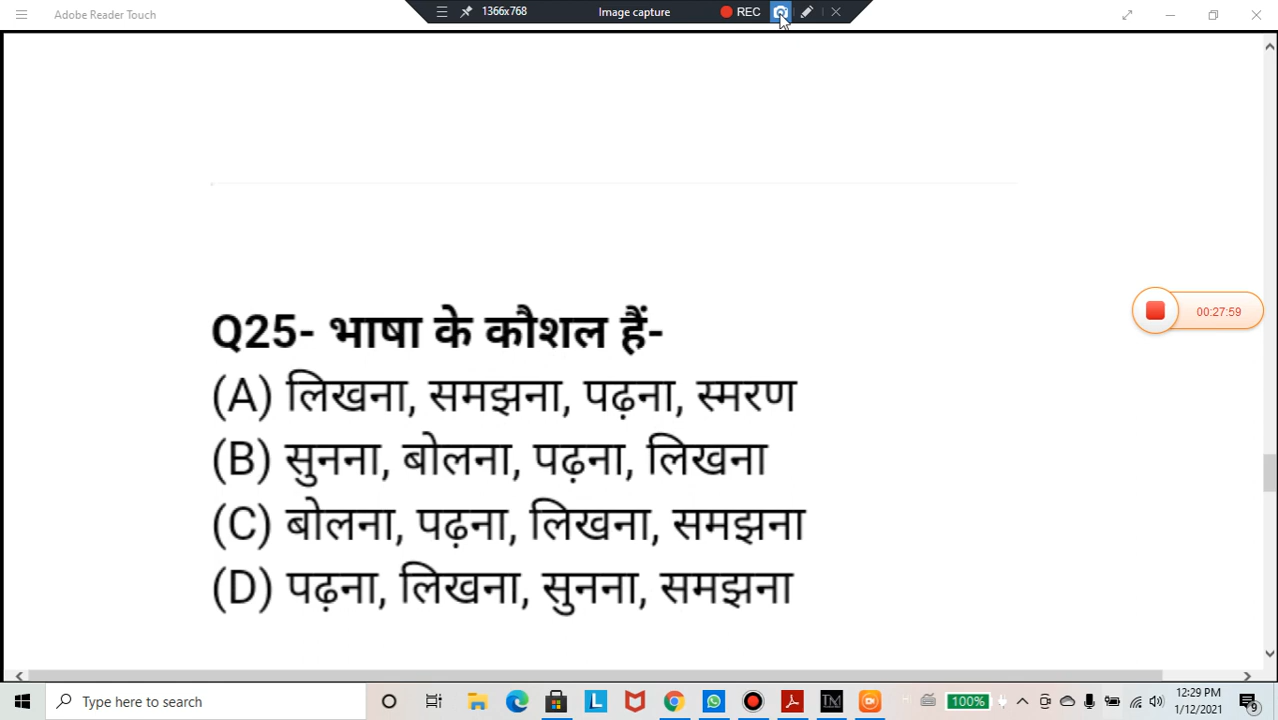 Adobe Reader Touch
1366x768
Image capture
REC
Q25- भाषा के कौशल हैं-
(A) लिखना, समझना, पढ़ना, स्मरण
(B) सुनना, बोलना, पढ़ना, लिखना
(C) बोलना, पढ़ना, लिखना, समझना
(D) पढ़ना, लिखना, सुनना, समझना
00:27:59
Type here to search
L
TM
100%
12:29 PM
1/12/2021
9